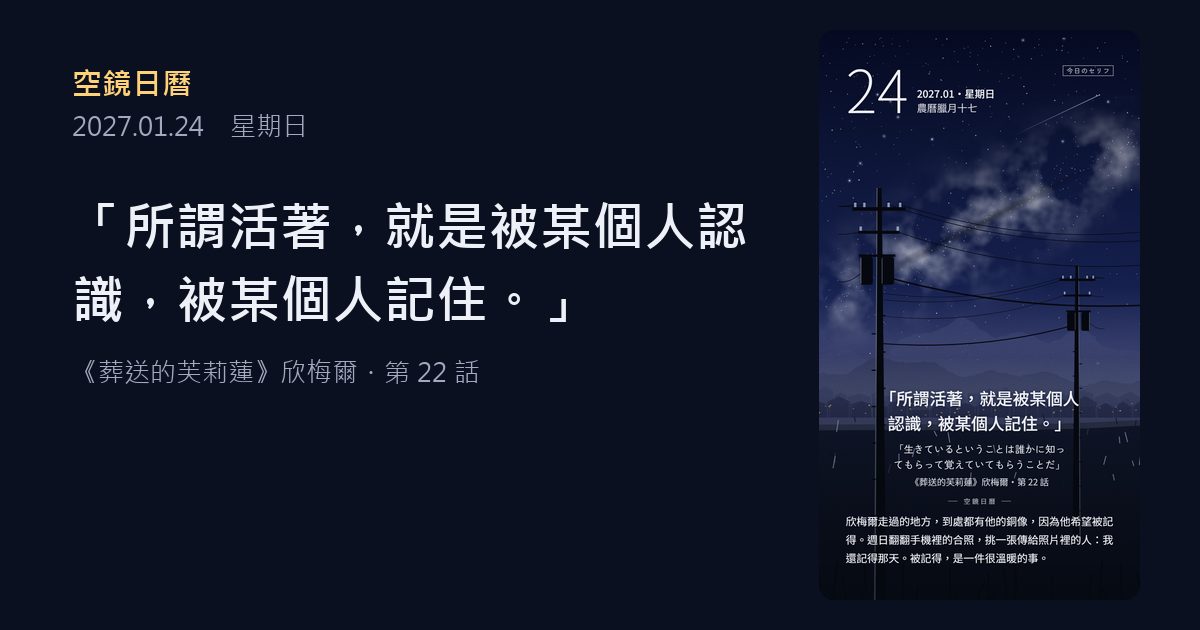 空鏡日曆
2027.01.24 星期日
「所謂活著，就是被某個人認
識，被某個人記住。」
《葬送的芙莉蓮》欣梅爾．第 22 話
今日のセリフ
24
2027.01・星期日
農曆臘月十七
「所謂活著，就是被某個人
認識，被某個人記住。」
「生きているということは誰かに知っ
てもらって覚えていてもらうことだ」
《葬送的芙莉蓮》欣梅爾・第 22 話
— 空鏡日曆 —
欣梅爾走過的地方，到處都有他的銅像，因為他希望被記
得。週日翻翻手機裡的合照，挑一張傳給照片裡的人：我
還記得那天。被記得，是一件很溫暖的事。